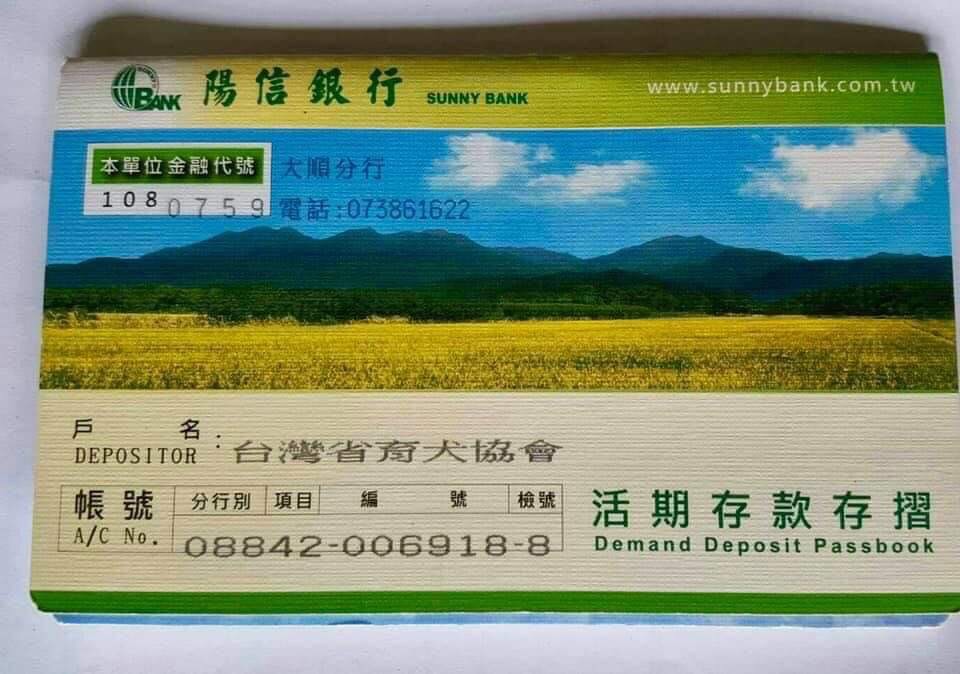 BANK 陽信銀行 SUNNY BANK www.sunnybank.com.tw
本單位金融代號 大順分行
108 0759 電話:073861622
戶 名:
DEPOSITOR 台灣省育犬協會
帳號 分行別 項目 編 號 檢號 活期存款存摺
A/C No. 08842-006918-8 Demand Deposit Passbook